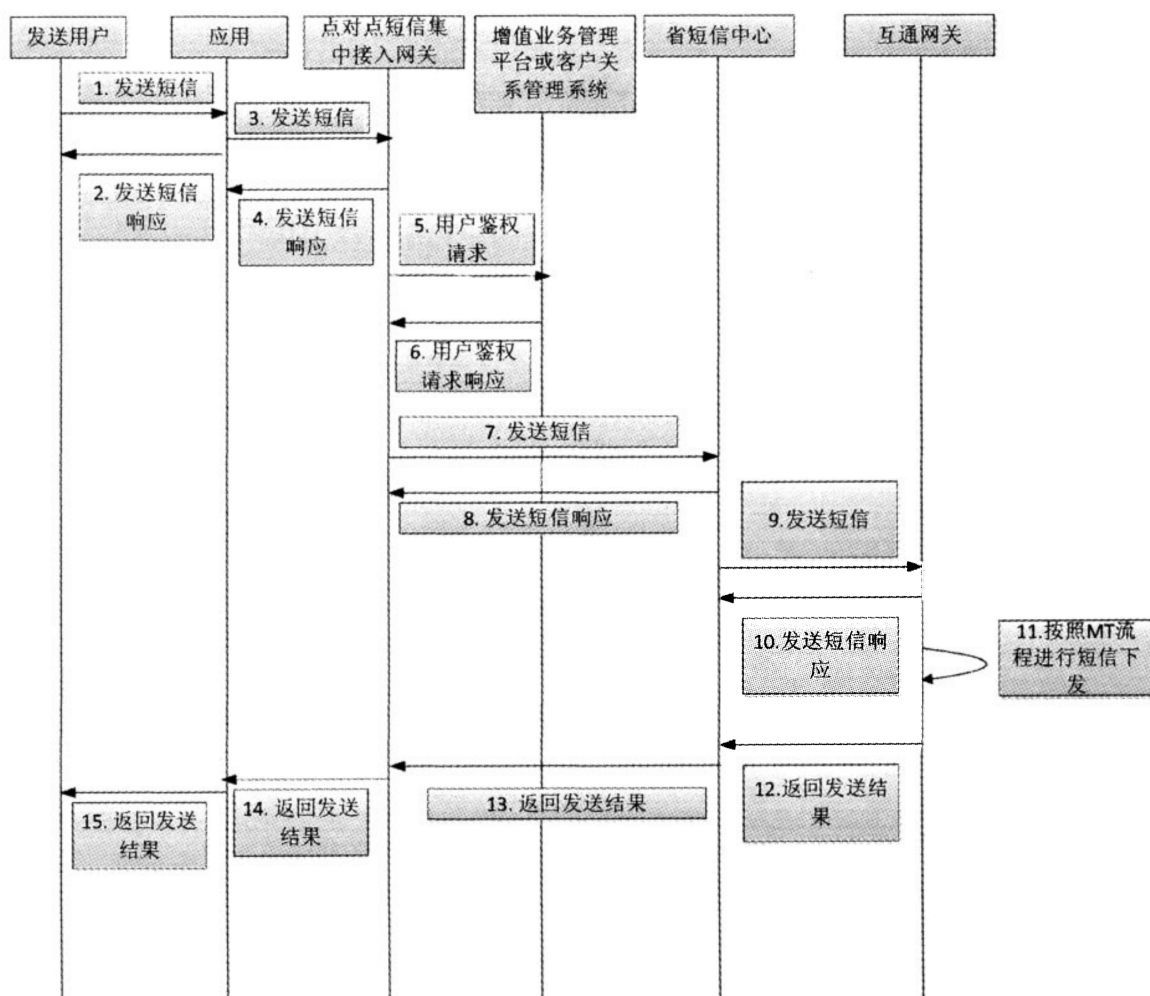 发送用户
应用
点对点短信集
中接入网关
增值业务管理
平台或客户关
系管理系统
省短信中心
互通网关
1. 发送短信
3. 发送短信
2. 发送短信
响应
4. 发送短信
响应
5. 用户鉴权
请求
6. 用户鉴权
请求响应
7. 发送短信
8. 发送短信响应
9.发送短信
10.发送短信响
应
11.按照MT流
程进行短信下
发
12.返回发送结
果
13. 返回发送结果
14. 返回发送
结果
15. 返回发送
结果